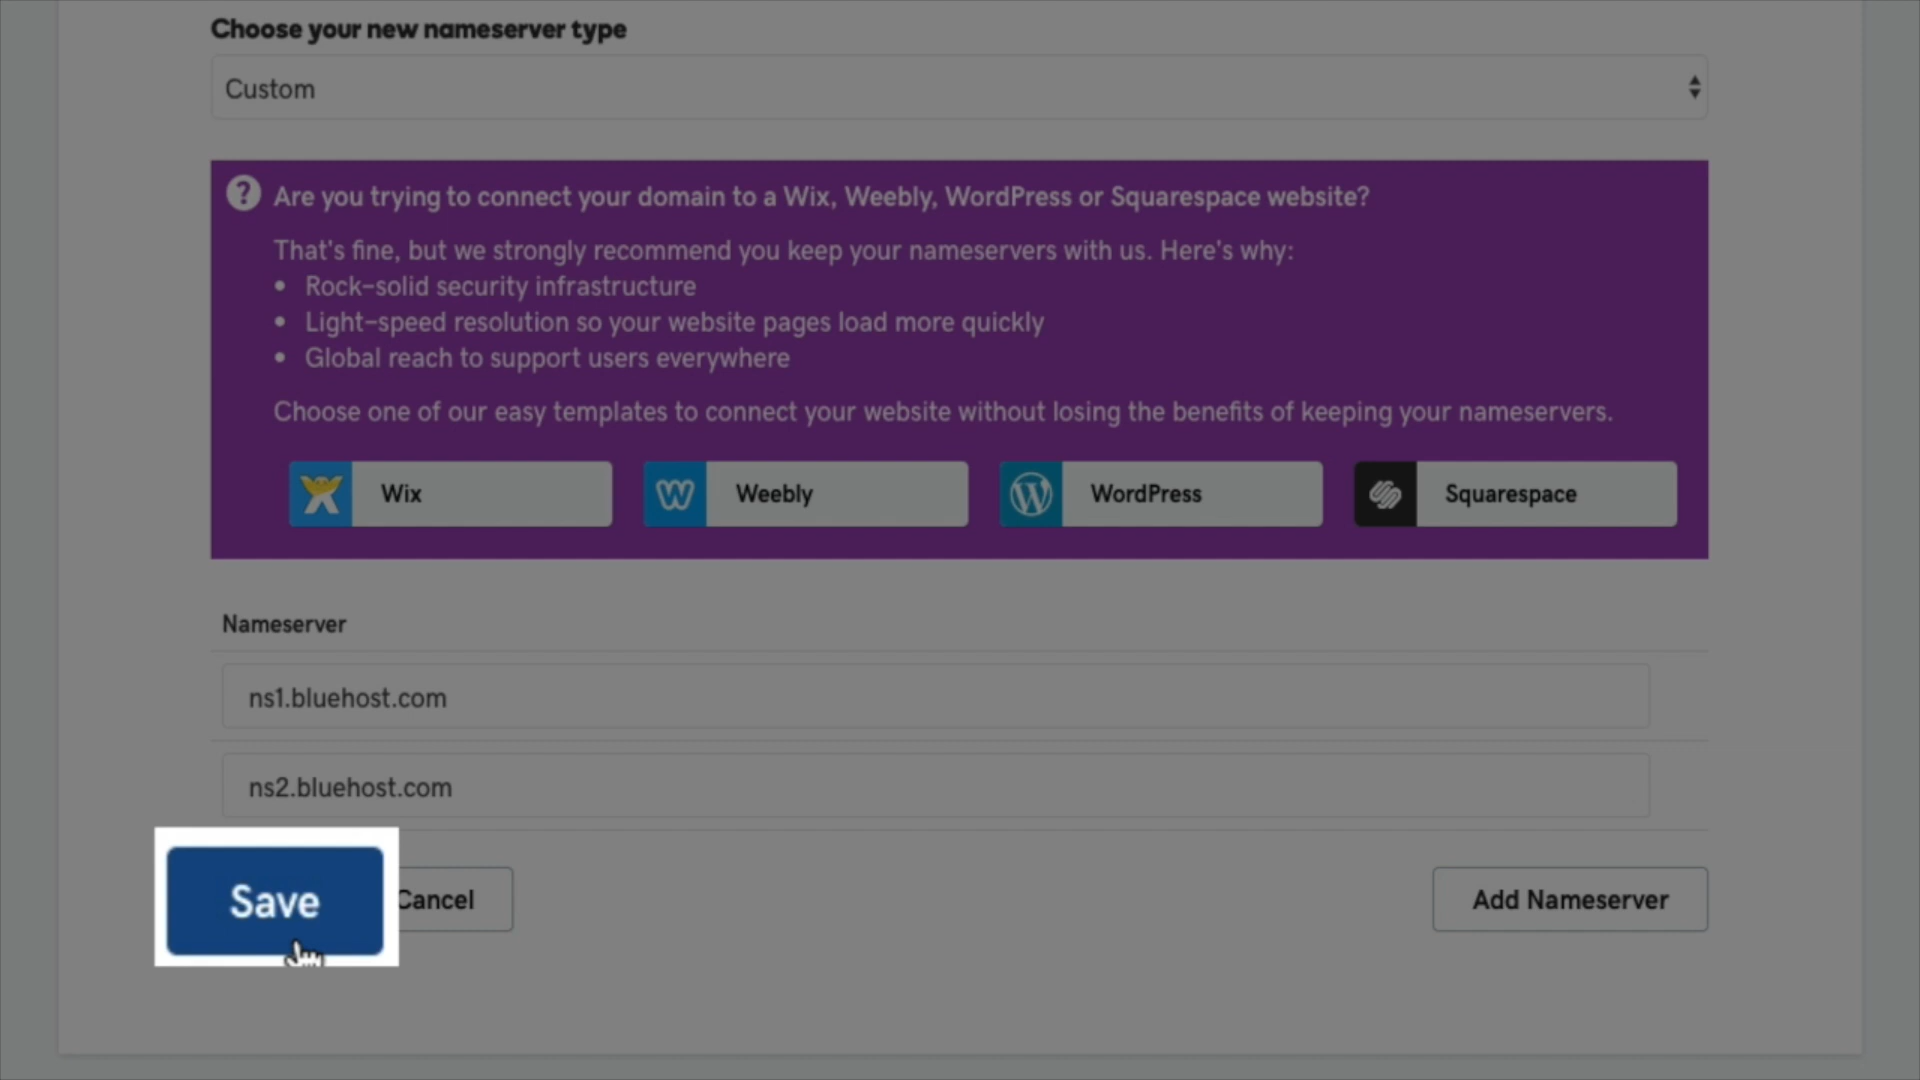 Choose your new nameserver type
Custom
Are you trying to connect your domain to a Wix, Weebly, WordPress or Squarespace website?
That's fine, but we strongly recommend you keep your nameservers with us. Here's why:
• Rock-solid security infrastructure
• Light-speed resolution so your website pages load more quickly
• Global reach to support users everywhere
Choose one of our easy templates to connect your website without losing the benefits of keeping your nameservers.
Wix Weebly WordPress Squarespace
Nameserver
ns1.bluehost.com
ns2.bluehost.com
Save Cancel Add Nameserver